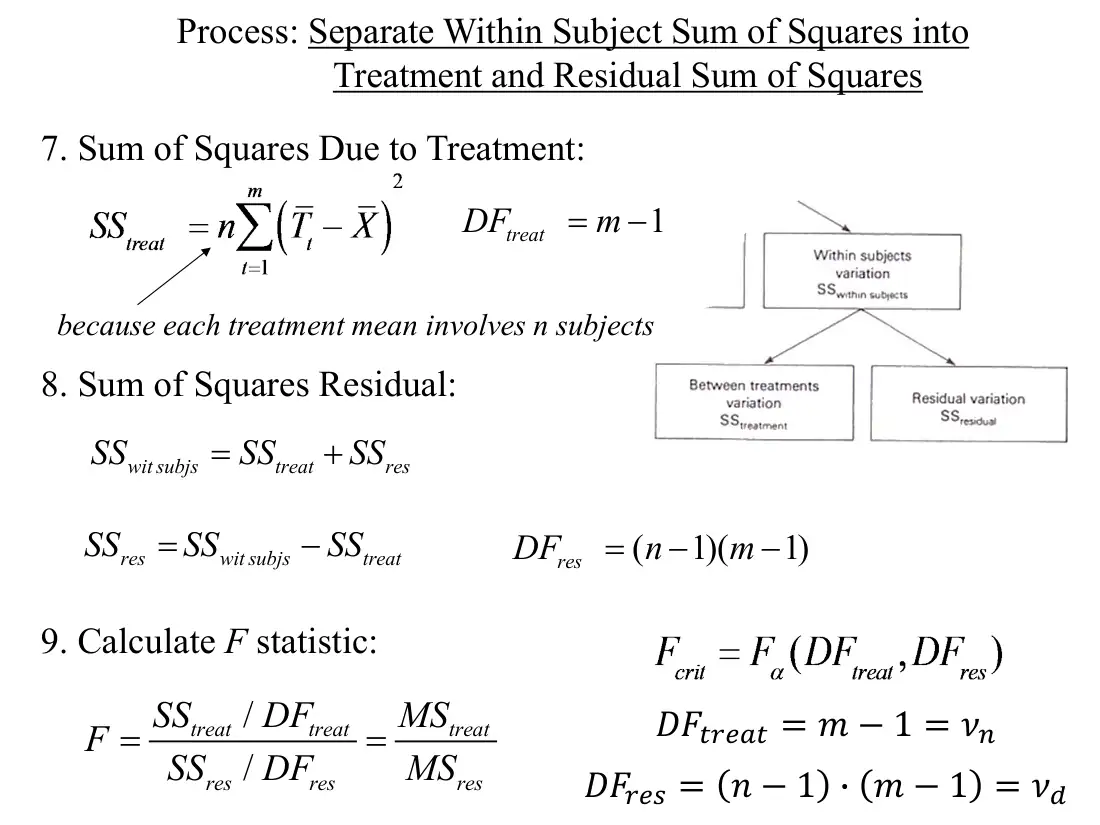 Process: Separate Within Subject Sum of Squares into
Treatment and Residual Sum of Squares
7. Sum of Squares Due to Treatment:
SS_treat = n∑_{t=1}^{m}(T̅_t − X̅)^2
DF_treat = m − 1
because each treatment mean involves n subjects
Within subjects
variation
SS_within subjects
Between treatments
variation
SS_treatment
Residual variation
SS_residual
8. Sum of Squares Residual:
SS_wit subjs = SS_treat + SS_res
SS_res = SS_wit subjs − SS_treat
DF_res = (n − 1)(m − 1)
9. Calculate F statistic:
F = (SS_treat / DF_treat) / (SS_res / DF_res) = MS_treat / MS_res
F_crit = F_α(DF_treat, DF_res)
DF_treat = m − 1 = ν_n
DF_res = (n − 1) · (m − 1) = ν_d